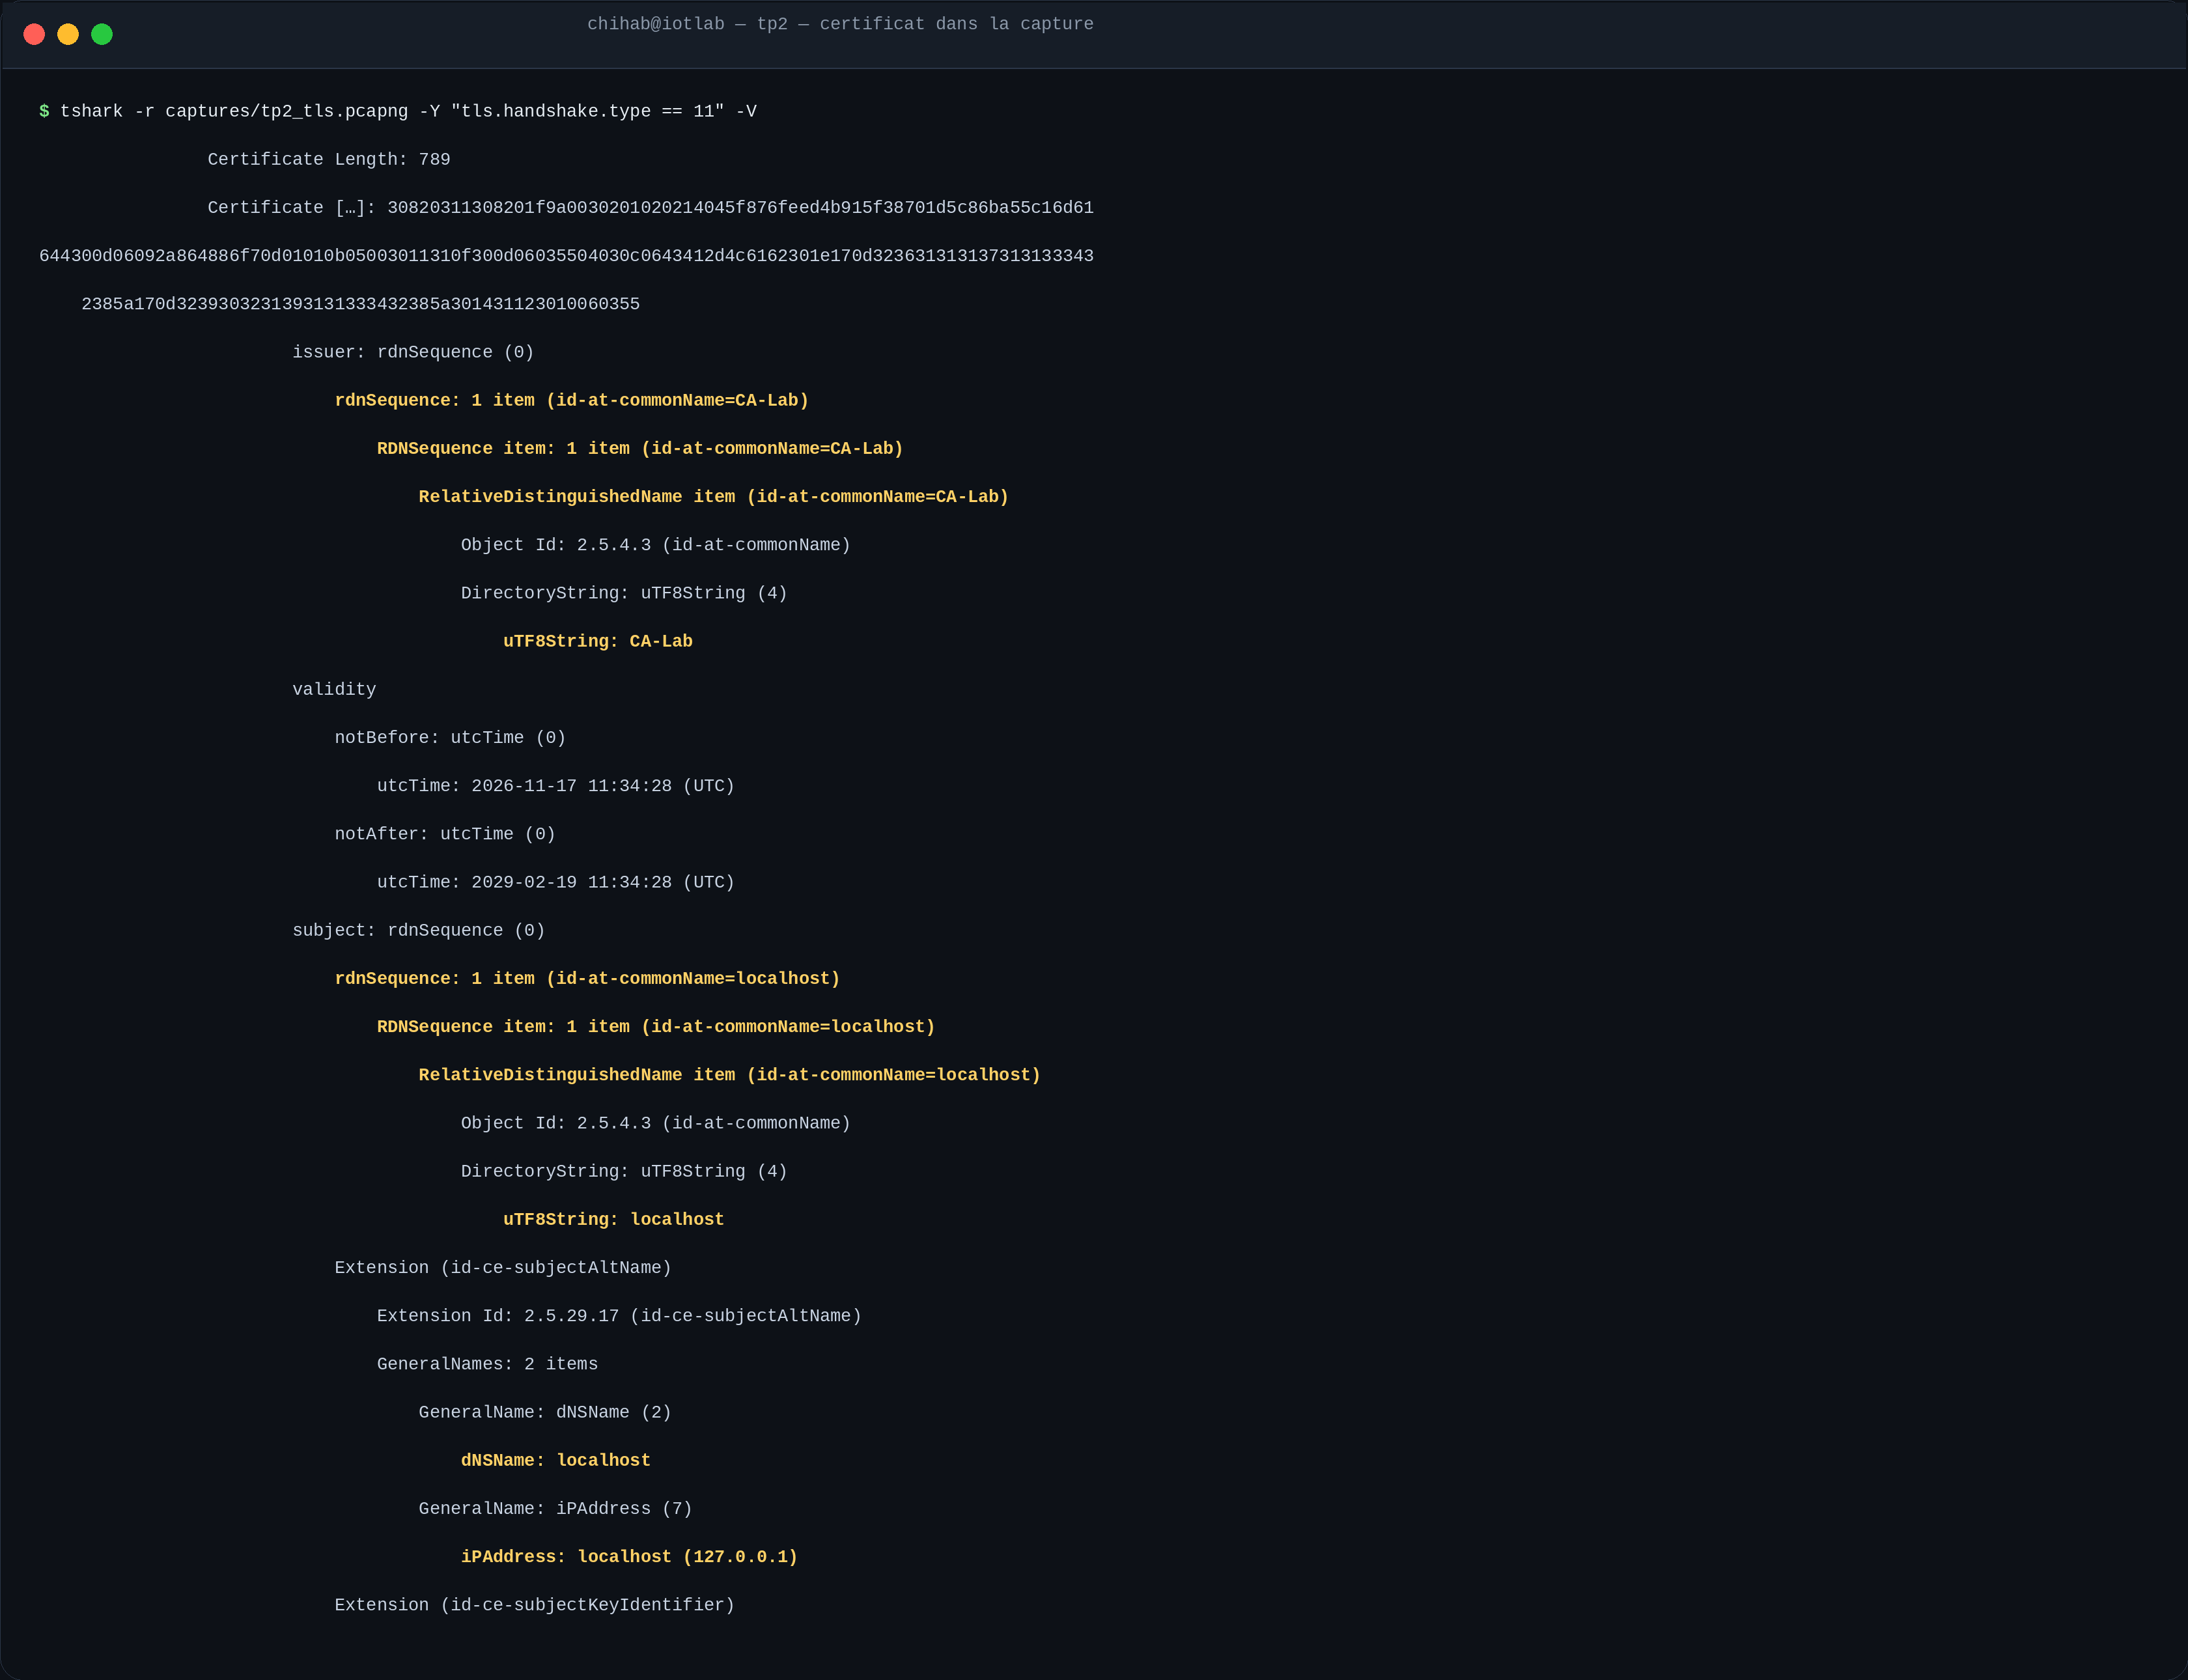 chihab@iotlab — tp2 — certificat dans la capture
$ tshark -r captures/tp2_tls.pcapng -Y "tls.handshake.type == 11" -V
Certificate Length: 789
Certificate […]: 30820311308201f9a0030201020214045f876feed4b915f38701d5c86ba55c16d61
644300d06092a864886f70d01010b05003011310f300d06035504030c0643412d4c6162301e170d3236313131373131333343
2385a170d3239303231393131333432385a301431123010060355
issuer: rdnSequence (0)
rdnSequence: 1 item (id-at-commonName=CA-Lab)
RDNSequence item: 1 item (id-at-commonName=CA-Lab)
RelativeDistinguishedName item (id-at-commonName=CA-Lab)
Object Id: 2.5.4.3 (id-at-commonName)
DirectoryString: uTF8String (4)
uTF8String: CA-Lab
validity
notBefore: utcTime (0)
utcTime: 2026-11-17 11:34:28 (UTC)
notAfter: utcTime (0)
utcTime: 2029-02-19 11:34:28 (UTC)
subject: rdnSequence (0)
rdnSequence: 1 item (id-at-commonName=localhost)
RDNSequence item: 1 item (id-at-commonName=localhost)
RelativeDistinguishedName item (id-at-commonName=localhost)
Object Id: 2.5.4.3 (id-at-commonName)
DirectoryString: uTF8String (4)
uTF8String: localhost
Extension (id-ce-subjectAltName)
Extension Id: 2.5.29.17 (id-ce-subjectAltName)
GeneralNames: 2 items
GeneralName: dNSName (2)
dNSName: localhost
GeneralName: iPAddress (7)
iPAddress: localhost (127.0.0.1)
Extension (id-ce-subjectKeyIdentifier)